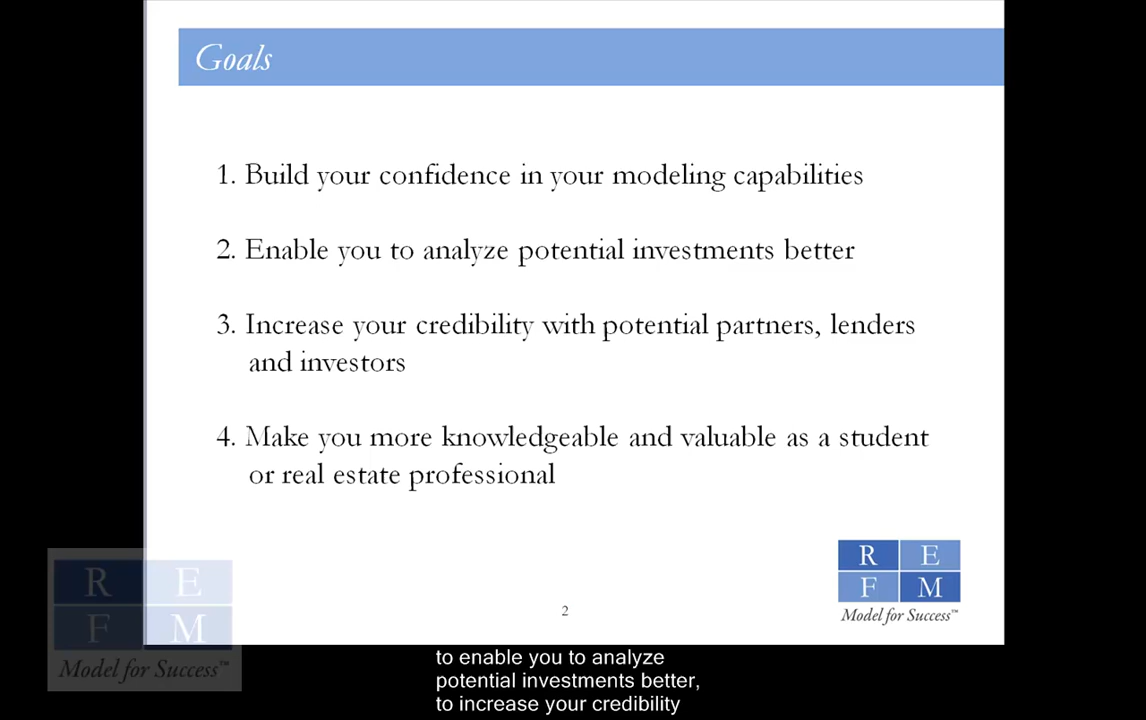 Goals
1. Build your confidence in your modeling capabilities
2. Enable you to analyze potential investments better
3. Increase your credibility with potential partners, lenders
and investors
4. Make you more knowledgeable and valuable as a student
or real estate professional
R E
F M
Model for Success™
2
R E
F M
Model for Success™
to enable you to analyze
potential investments better,
to increase your credibility